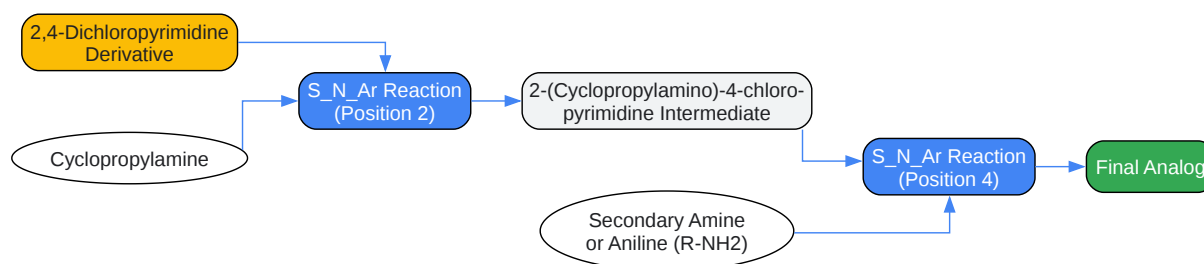 2,4-Dichloropyrimidine
Derivative
S_N_Ar Reaction
(Position 2)
2-(Cyclopropylamino)-4-chloro-
pyrimidine Intermediate
Cyclopropylamine
S_N_Ar Reaction
(Position 4)
Final Analog
Secondary Amine
or Aniline (R-NH2)